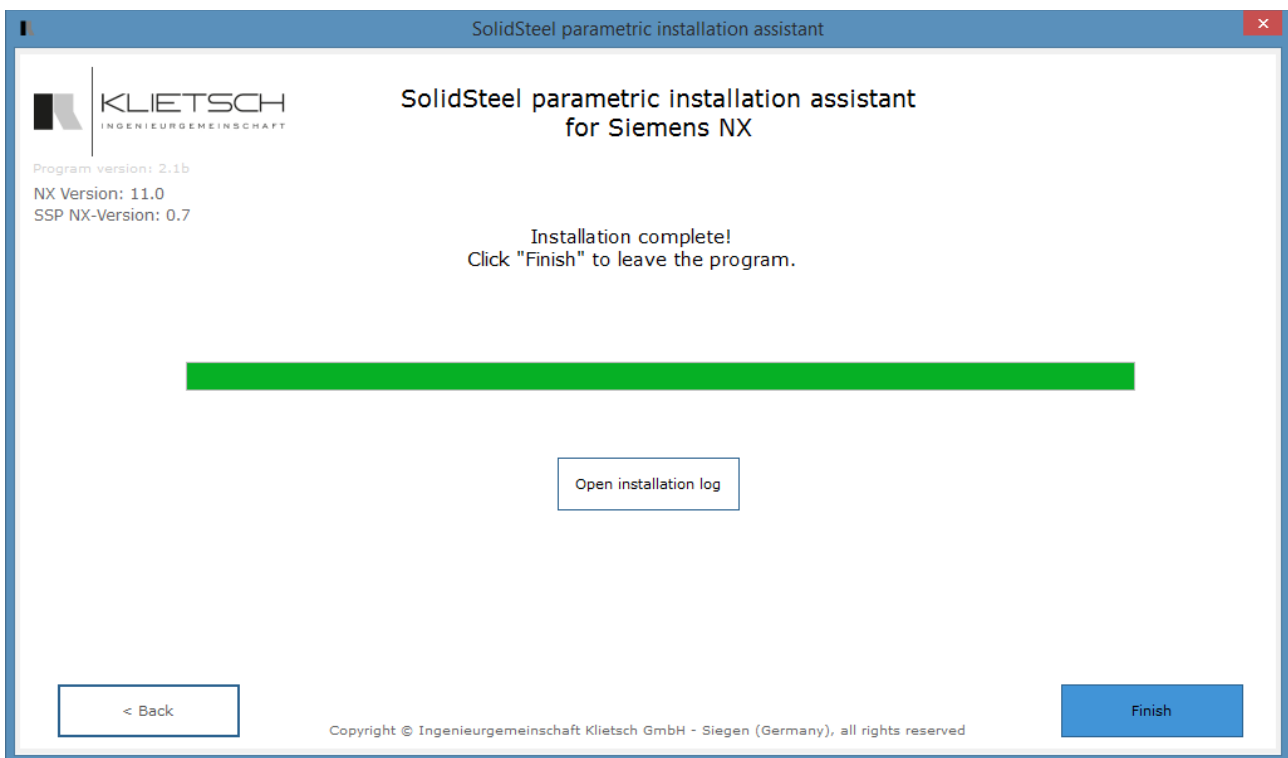 SolidSteel parametric installation assistant
KLIETSCH
INGENIEURGEMEINSCHAFT
SolidSteel parametric installation assistant
for Siemens NX
Program version: 2.1b
NX Version: 11.0
SSP NX-Version: 0.7
Installation complete!
Click "Finish" to leave the program.
Open installation log
< Back
Copyright © Ingenieurgemeinschaft Klietsch GmbH - Siegen (Germany), all rights reserved
Finish